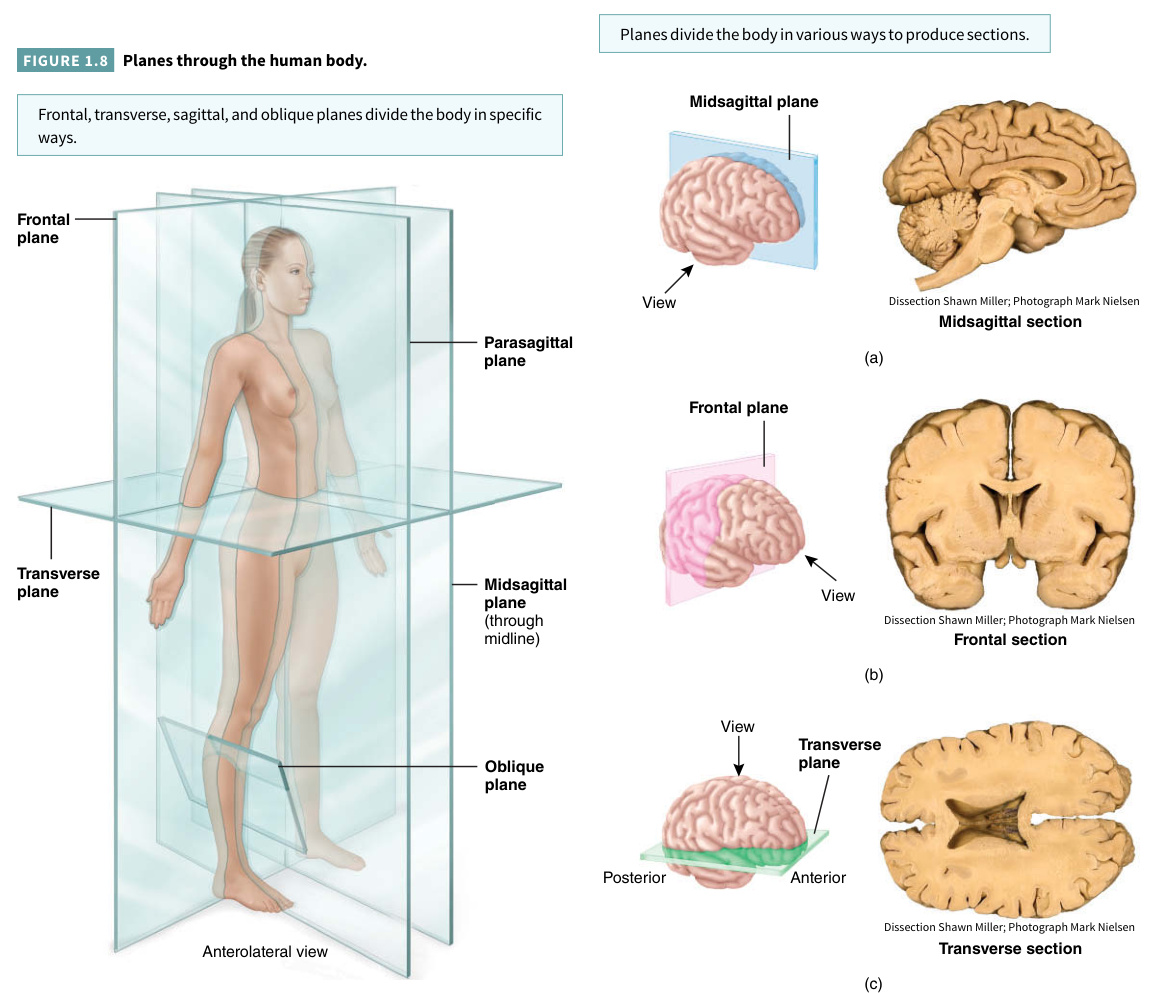 FIGURE 1.8 Planes through the human body.
Frontal, transverse, sagittal, and oblique planes divide the body in specific
ways.
Frontal
plane
Parasagittal
plane
Transverse
plane
Midsagittal
plane
(through
midline)
Oblique
plane
Anterolateral view
Planes divide the body in various ways to produce sections.
Midsagittal plane
View
Dissection Shawn Miller; Photograph Mark Nielsen
Midsagittal section
(a)
Frontal plane
View
Dissection Shawn Miller; Photograph Mark Nielsen
Frontal section
(b)
View
Transverse
plane
Posterior
Anterior
Dissection Shawn Miller; Photograph Mark Nielsen
Transverse section
(c)